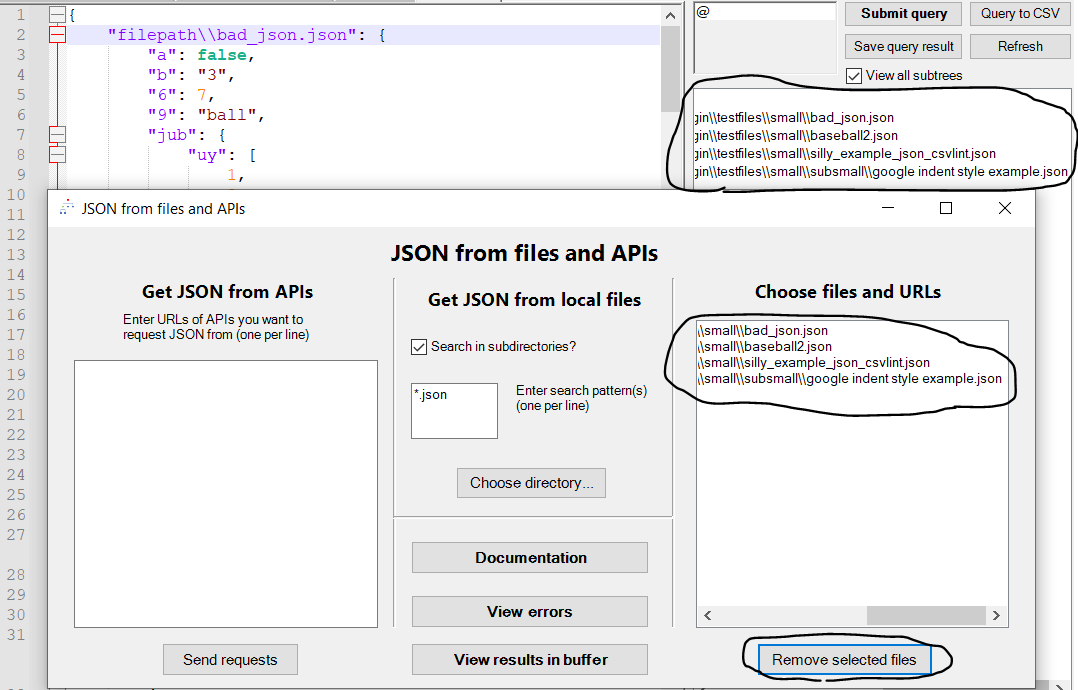 1 {
2 "filepath\\bad_json.json": {
3 "a": false,
4 "b": "3",
5 "6": 7,
6 "9": "ball",
7 "jub": {
8 "uy": [
9 1,
10
11
12
13
14
15
16
17
18
19
20
21
22
23
24
25
26
27
28
29
30
31
@
Submit query
Query to CSV
Save query result
Refresh
View all subtrees
gin\\testfiles\\small\\bad_json.json
gin\\testfiles\\small\\baseball2.json
gin\\testfiles\\small\\silly_example_json_csvlint.json
gin\\testfiles\\small\\subsmall\\google indent style example.json
JSON from files and APIs
JSON from files and APIs
Get JSON from APIs
Enter URLs of APIs you want to
request JSON from (one per line)
Send requests
Get JSON from local files
Search in subdirectories?
*.json
Enter search pattern(s)
(one per line)
Choose directory...
Documentation
View errors
View results in buffer
Choose files and URLs
\\small\\bad_json.json
\\small\\baseball2.json
\\small\\silly_example_json_csvlint.json
\\small\\subsmall\\google indent style example.json
Remove selected files